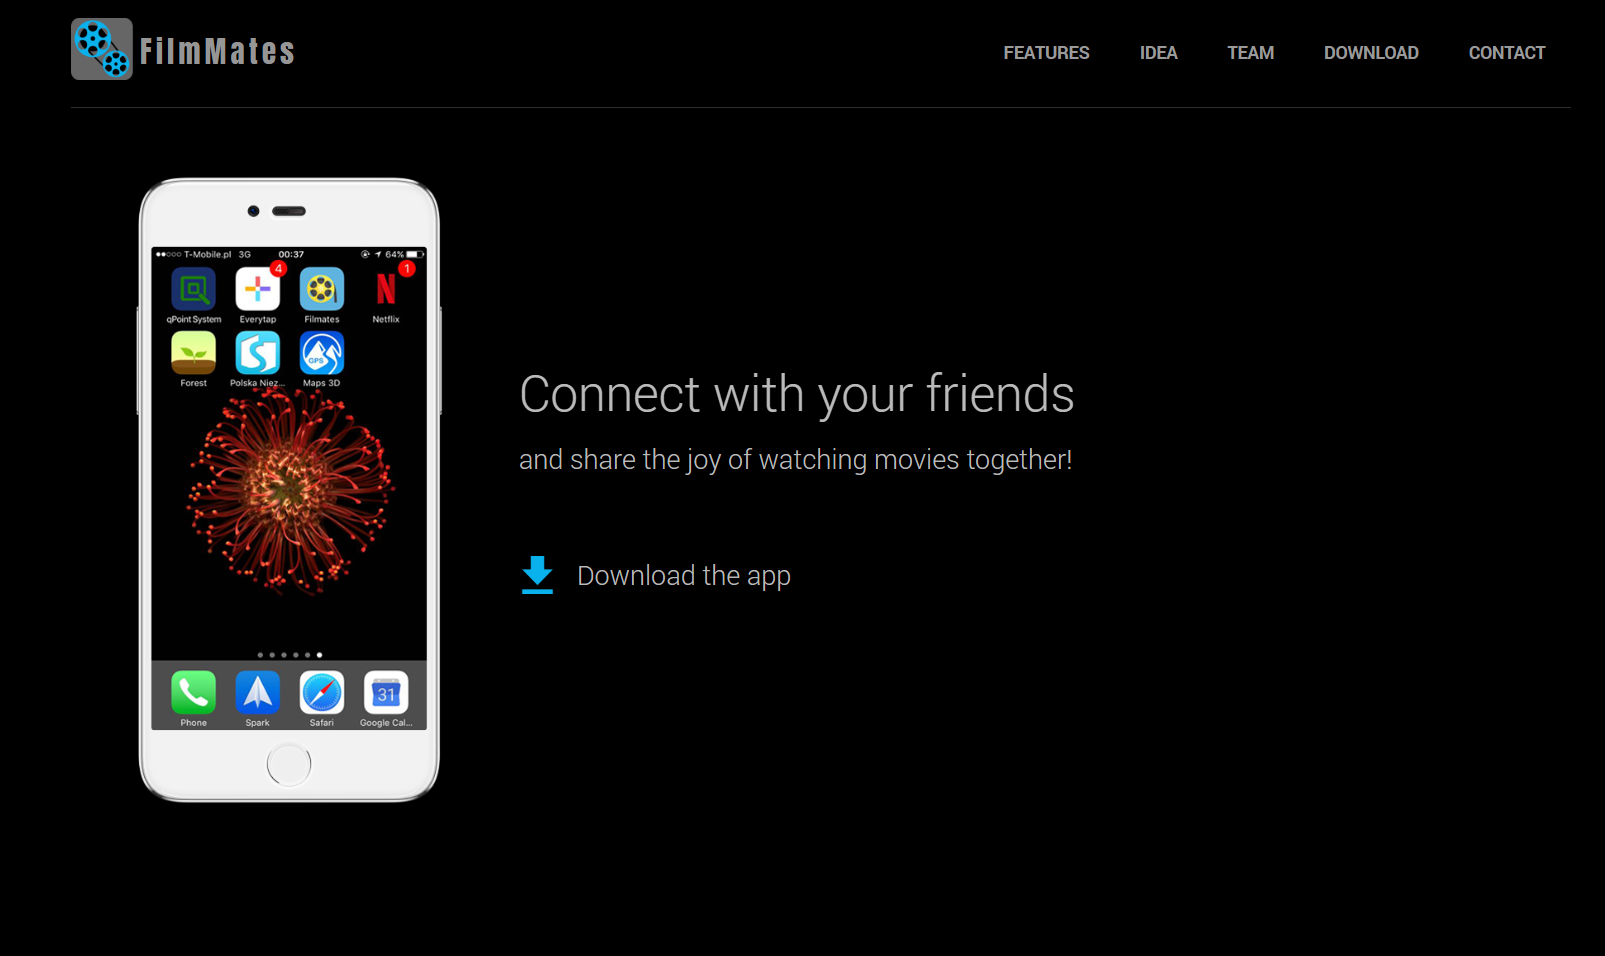 FilmMates
FEATURES IDEA TEAM DOWNLOAD CONTACT
T-Mobile.pl 3G 00:37 64%
4 1
qPoint System Everytap Filmates Netflix
GPS
Forest Polska Niez... Maps 3D
Connect with your friends
and share the joy of watching movies together!
Download the app
31
Phone Spark Safari Google Cal...